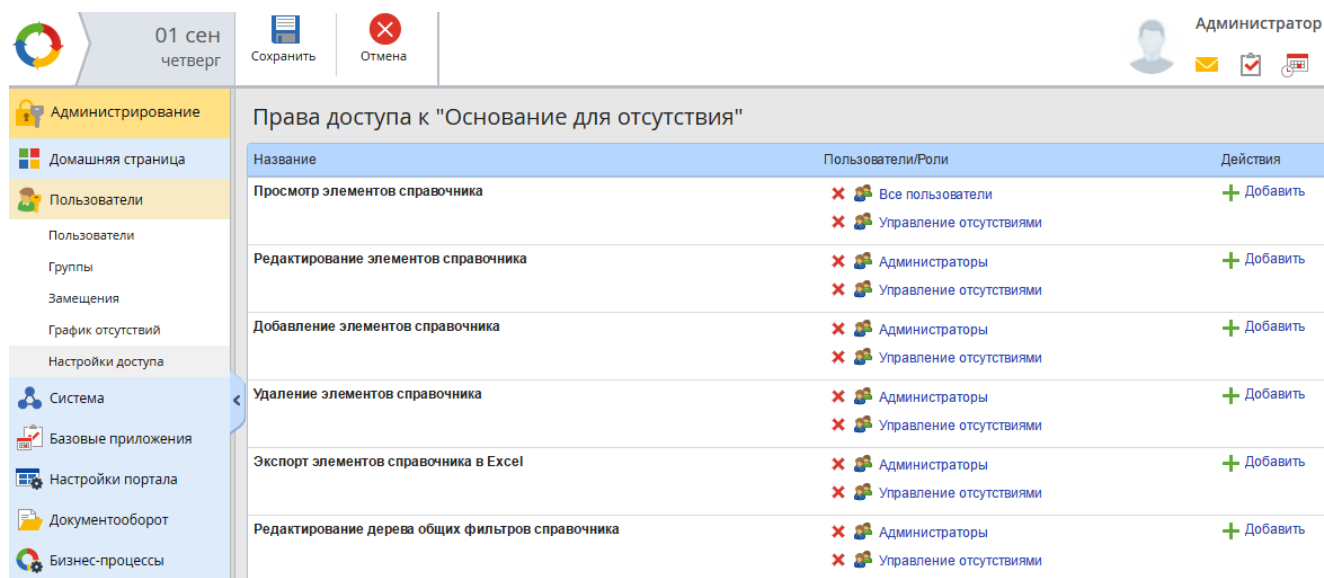 01 сен
четверг
Сохранить
Отмена
Администратор
Администрирование
Домашняя страница
Пользователи
Пользователи
Группы
Замещения
График отсутствий
Настройки доступа
Система
Базовые приложения
Настройки портала
Документооборот
Бизнес-процессы
Права доступа к "Основание для отсутствия"
Название Пользователи/Роли Действия
Просмотр элементов справочника Все пользователи Добавить
Управление отсутствиями
Редактирование элементов справочника Администраторы Добавить
Управление отсутствиями
Добавление элементов справочника Администраторы Добавить
Управление отсутствиями
Удаление элементов справочника Администраторы Добавить
Управление отсутствиями
Экспорт элементов справочника в Excel Администраторы Добавить
Управление отсутствиями
Редактирование дерева общих фильтров справочника Администраторы Добавить
Управление отсутствиями